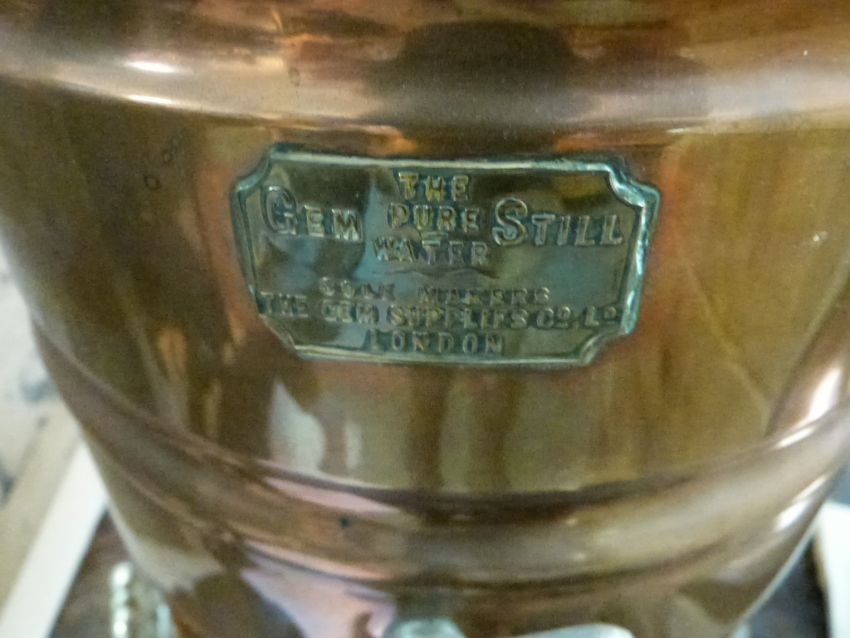 THE
GEM PURE STILL
WATER
SOLE MAKERS
THE GEM SUPPLIES CO. LD.
LONDON